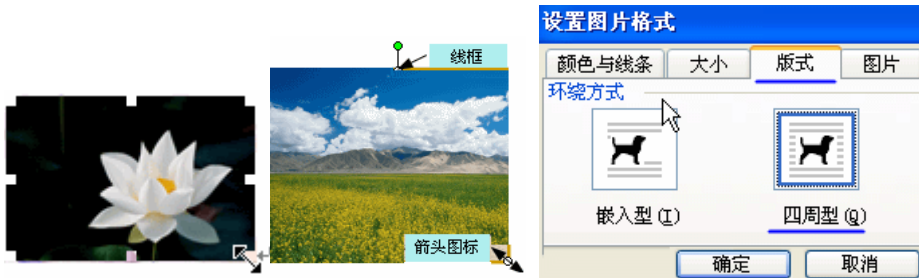 线框
箭头图标
设置图片格式
颜色与线条 大小 版式 图片
环绕方式
嵌入型(I) 四周型(Q)
确定 取消